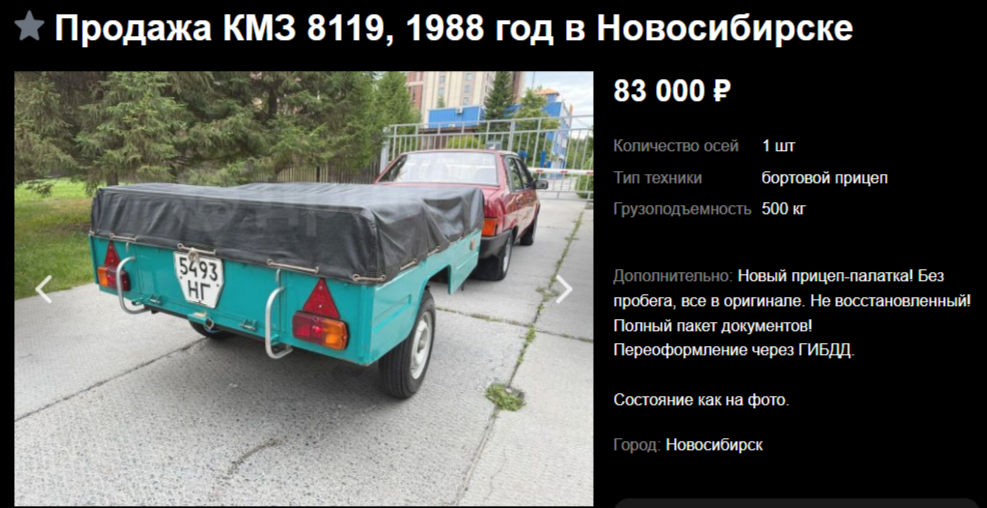 Продажа КМЗ 8119, 1988 год в Новосибирске
83 000 ₽
Количество осей 1 шт
Тип техники бортовой прицеп
Грузоподъемность 500 кг
5493
НГ
Дополнительно: Новый прицеп-палатка! Без
пробега, все в оригинале. Не восстановленный!
Полный пакет документов!
Переоформление через ГИБДД.
Состояние как на фото.
Город: Новосибирск